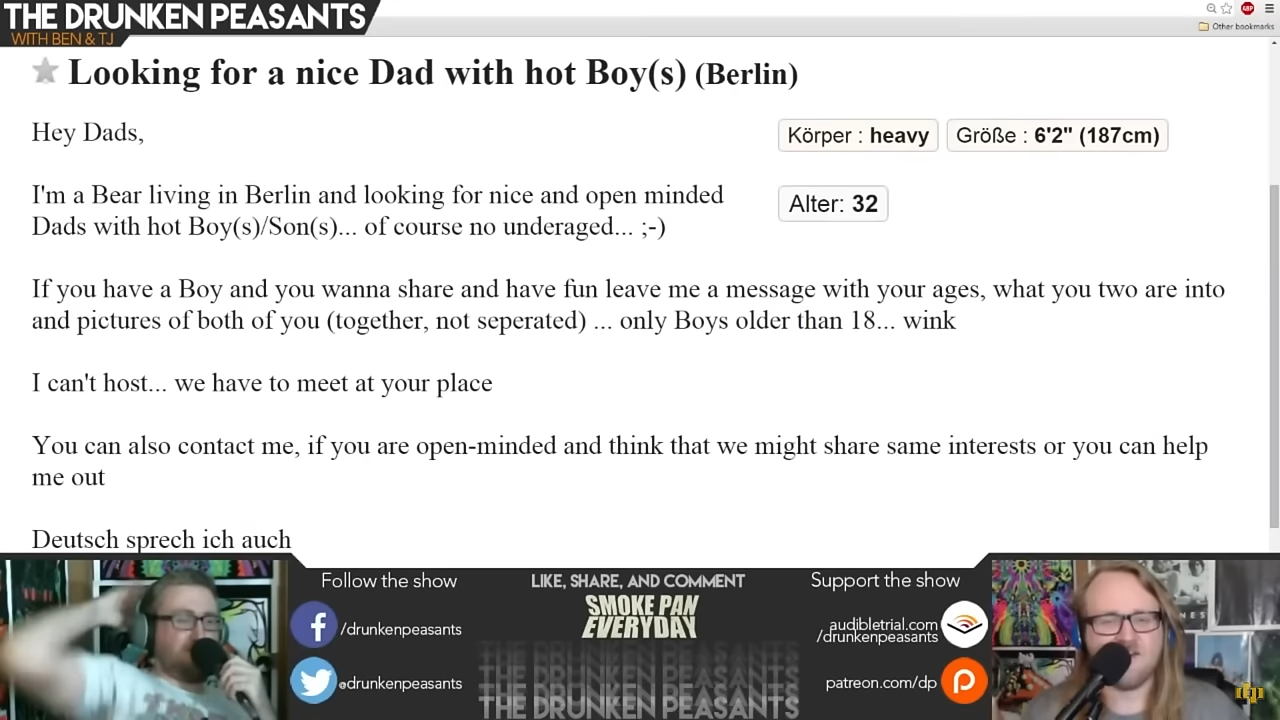 THE DRUNKEN PEASANTS
WITH BEN & TJ
ABP
Other bookmarks
Looking for a nice Dad with hot Boy(s) (Berlin)
Hey Dads,
Körper : heavy
Größe : 6'2" (187cm)
Alter: 32
I'm a Bear living in Berlin and looking for nice and open minded
Dads with hot Boy(s)/Son(s)... of course no underaged... ;-)
If you have a Boy and you wanna share and have fun leave me a message with your ages, what you two are into
and pictures of both of you (together, not seperated) ... only Boys older than 18... wink
I can't host... we have to meet at your place
You can also contact me, if you are open-minded and think that we might share same interests or you can help
me out
Deutsch sprech ich auch
Follow the show
/drunkenpeasants
@drunkenpeasants
LIKE, SHARE, AND COMMENT
SMOKE PAN
EVERYDAY
THE DRUNKEN PEASANTS
THE DRUNKEN PEASANTS
Support the show
audibletrial.com
/drunkenpeasants
patreon.com/dp
dp